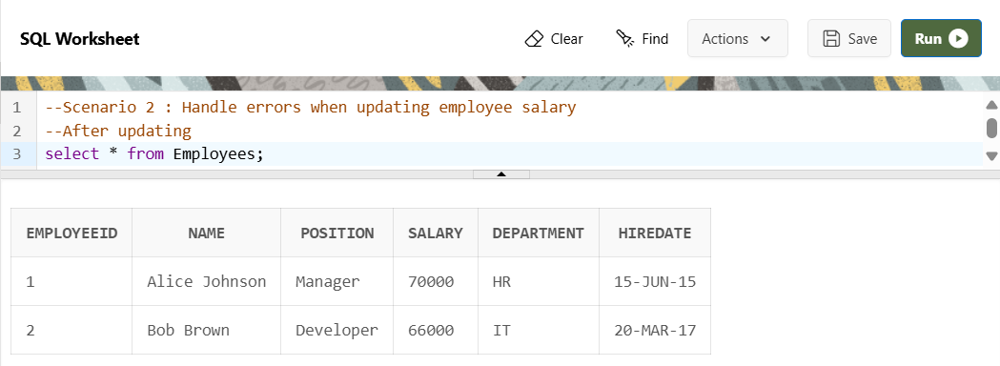 SQL Worksheet Clear Find Actions Save Run
1 --Scenario 2 : Handle errors when updating employee salary
2 --After updating
3 select * from Employees;
EMPLOYEEID NAME POSITION SALARY DEPARTMENT HIREDATE
1 Alice Johnson Manager 70000 HR 15-JUN-15
2 Bob Brown Developer 66000 IT 20-MAR-17